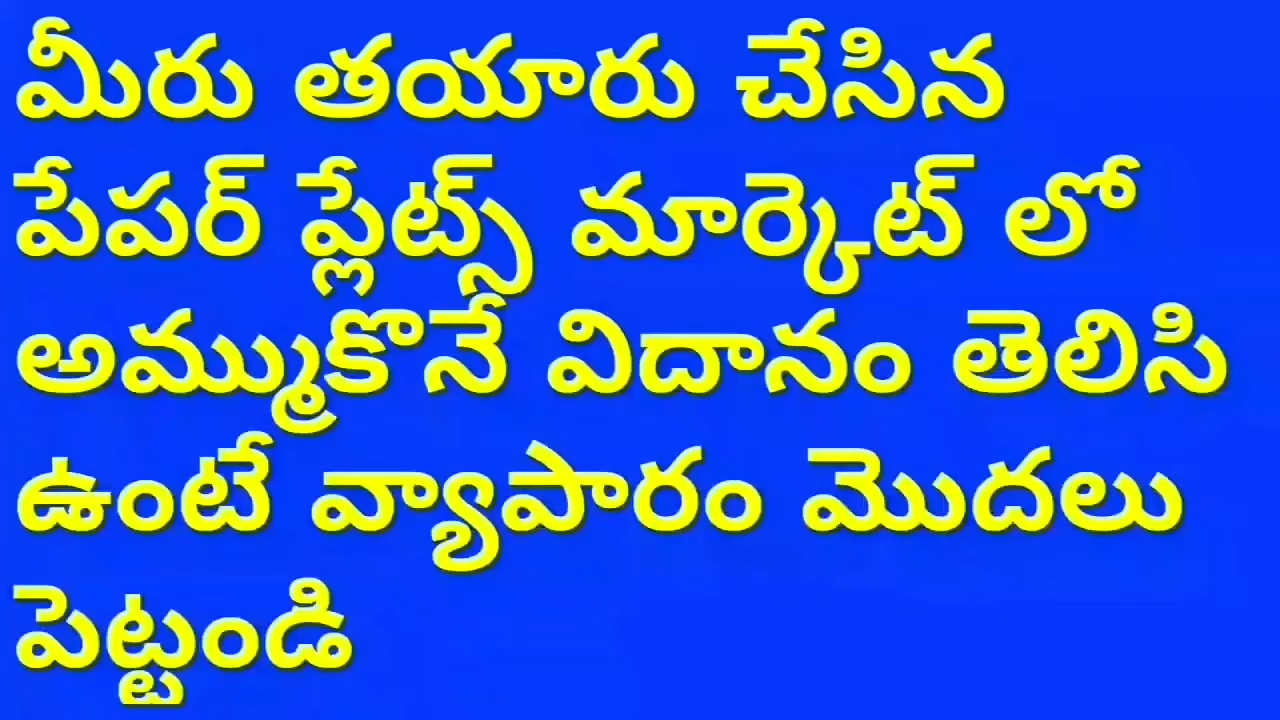 మీరు తయారు చేసిన
పేపర్ ప్లేట్స్ మార్కెట్ లో
అమ్ముకొనే విదానం తెలిసి
ఉంటే వ్యాపారం మొదలు
పెట్టండి